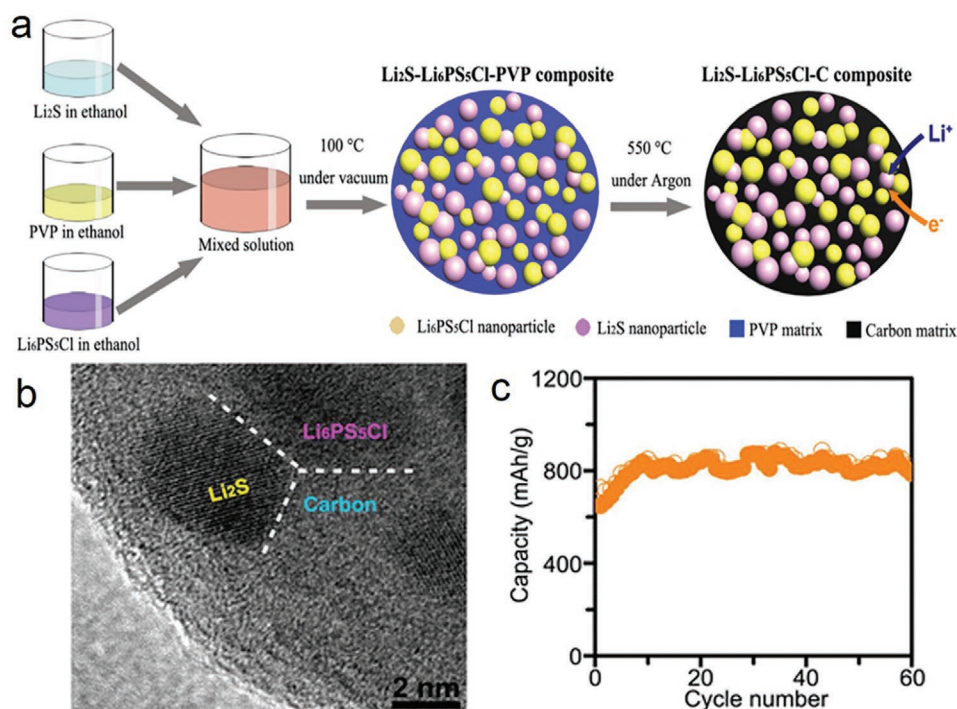 a
Li₂S in ethanol
PVP in ethanol
Li₆PS₅Cl in ethanol
Mixed solution
100 °C
under vacuum
Li₂S-Li₆PS₅Cl-PVP composite
550 °C
under Argon
Li₂S-Li₆PS₅Cl-C composite
Li⁺
e⁻
Li₆PS₅Cl nanoparticle
Li₂S nanoparticle
PVP matrix
Carbon matrix
b
Li₆PS₅Cl
Li₂S
Carbon
2 nm
c
Capacity (mAh/g)
1200
800
400
0
0
20
40
60
Cycle number